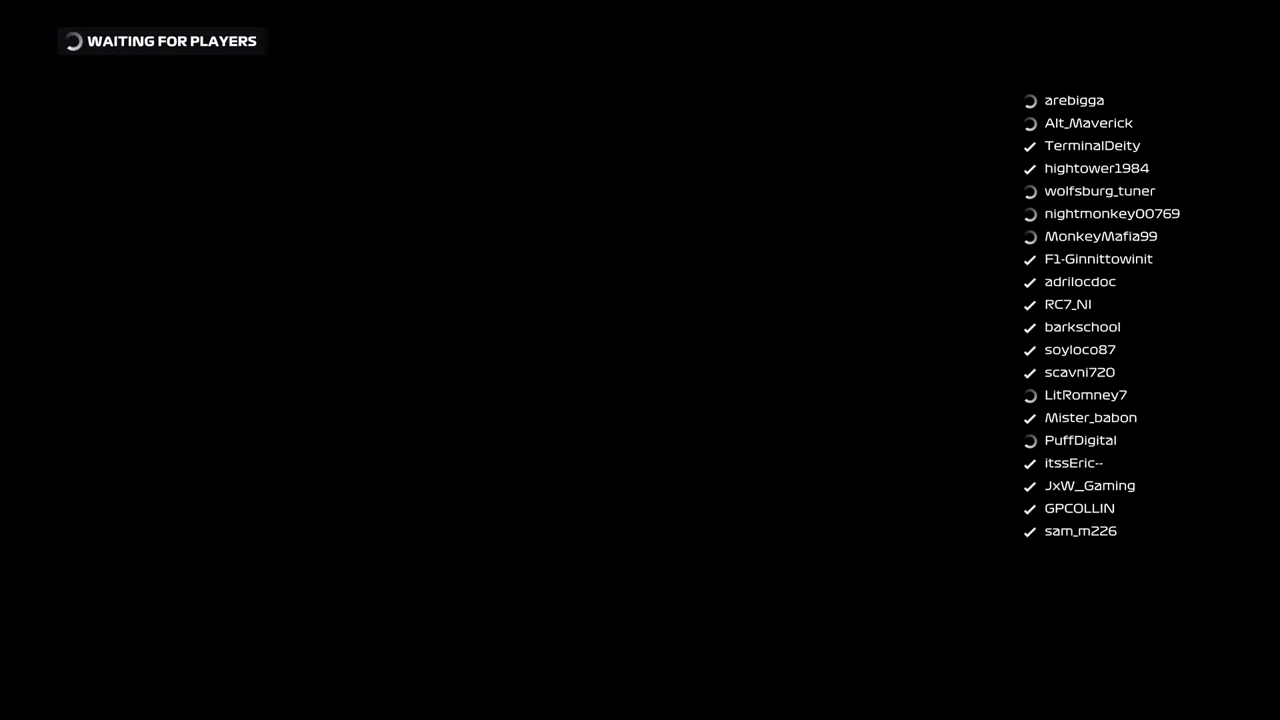 WAITING FOR PLAYERS
arebigga
Alt_Maverick
TerminalDeity
hightower1984
wolfsburg_tuner
nightmonkey00769
MonkeyMafia99
F1-Ginnittowinit
adrilocdoc
RC7_NI
barkschool
soyloco87
scavni720
LitRomney7
Mister_babon
PuffDigital
itssEric--
JxW__Gaming
GPCOLLIN
sam_m226